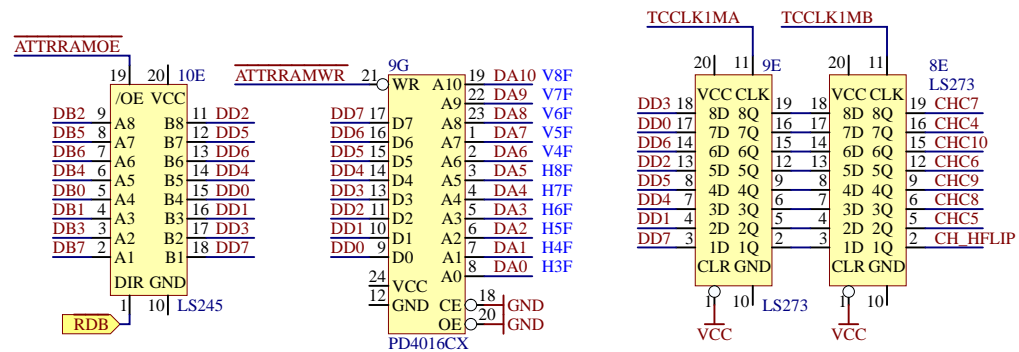 ATTRRAMOE
19 20 10E
/OE VCC
DB2 9 A8 B8 11 DD2
DB5 8 A7 B7 12 DD5
DB6 7 A6 B6 13 DD6
DB4 6 A5 B5 14 DD4
DB0 5 A4 B4 15 DD0
DB1 4 A3 B3 16 DD1
DB3 3 A2 B2 17 DD3
DB7 2 A1 B1 18 DD7
DIR GND
1 10 LS245
RDB
9G
ATTRRAMWR 21 WR A10 19 DA10 V8F
A9 22 DA9 V7F
DD7 17 D7 A8 23 DA8 V6F
DD6 16 D6 A7 1 DA7 V5F
DD5 15 D5 A6 2 DA6 V4F
DD4 14 D4 A5 3 DA5 H8F
DD3 13 D3 A4 4 DA4 H7F
DD2 11 D2 A3 5 DA3 H6F
DD1 10 D1 A2 6 DA2 H5F
DD0 9 D0 A1 7 DA1 H4F
A0 8 DA0 H3F
24 VCC
12 GND CE 18 GND
OE 20 GND
PD4016CX
TCCLK1MA TCCLK1MB
20 11 9E 20 11 8E
LS273
VCC CLK VCC CLK
DD3 18 8D 8Q 19 18 8D 8Q 19 CHC7
DD0 17 7D 7Q 16 17 7D 7Q 16 CHC4
DD6 14 6D 6Q 15 14 6D 6Q 15 CHC10
DD2 13 5D 5Q 12 13 5D 5Q 12 CHC6
DD5 8 4D 4Q 9 8 4D 4Q 9 CHC9
DD4 7 3D 3Q 6 7 3D 3Q 6 CHC8
DD1 4 2D 2Q 5 4 2D 2Q 5 CHC5
DD7 3 1D 1Q 2 3 1D 1Q 2 CH_HFLIP
CLR GND CLR GND
1 10 LS273 1 10
VCC VCC